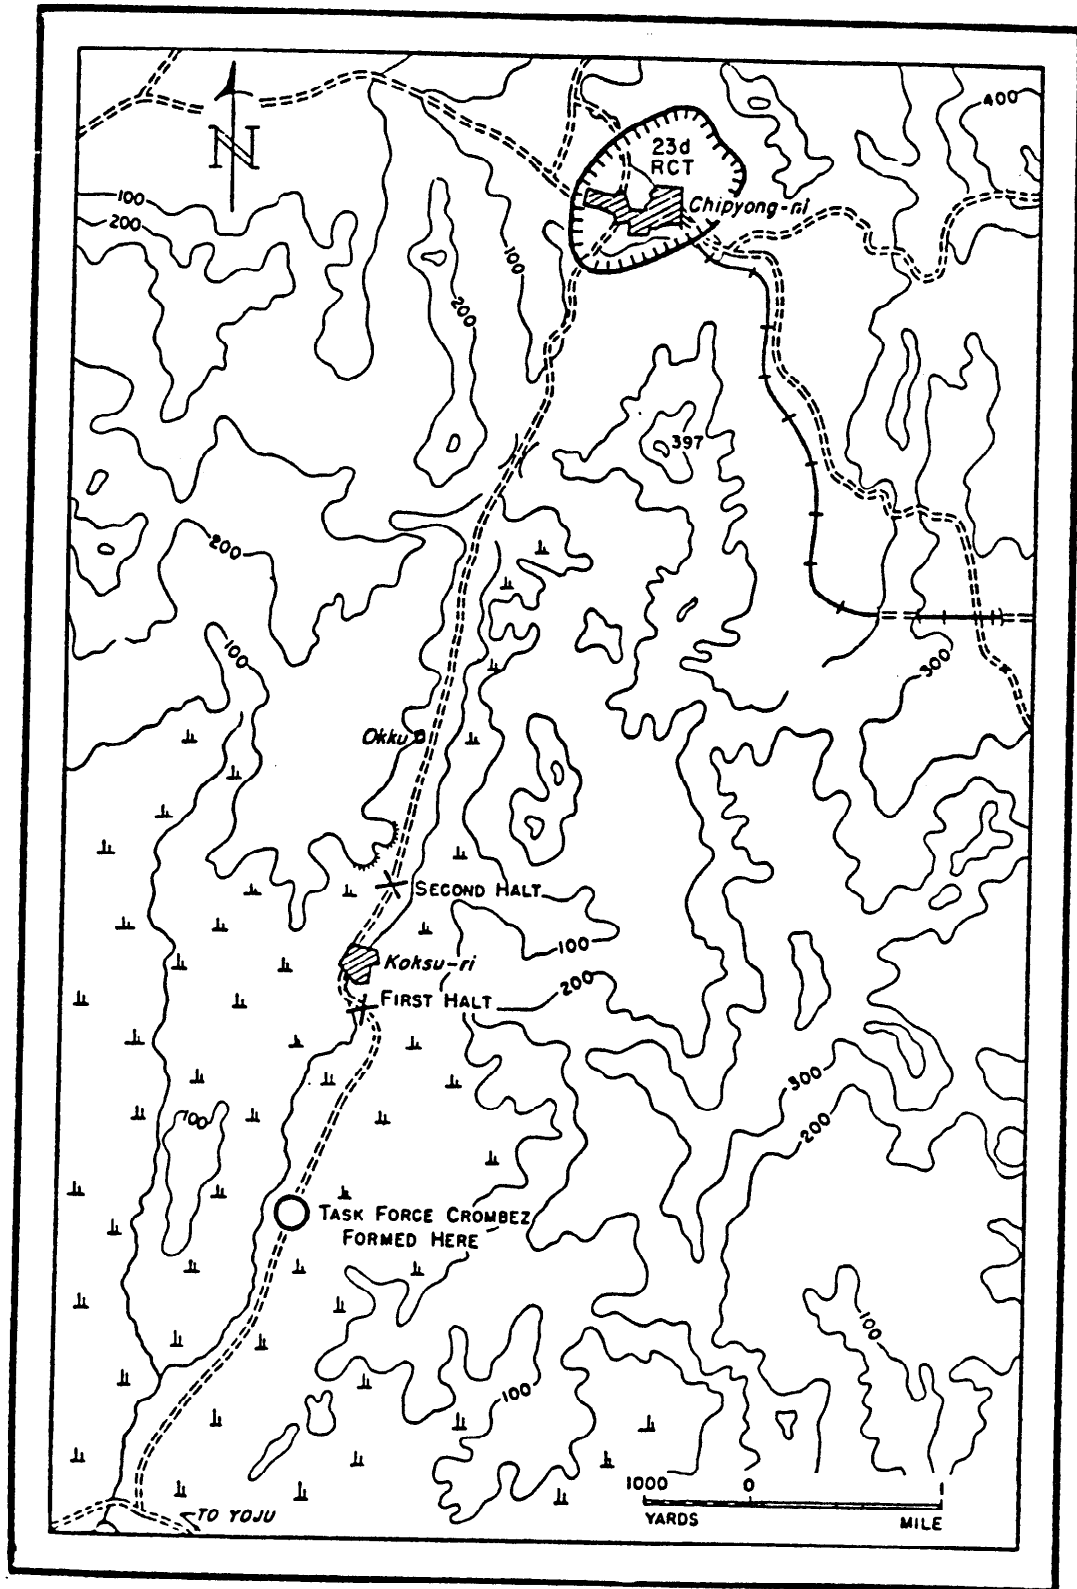 N
400
23d
RCT
Chipyong-ni
100
200
100
200
397
200
100
300
Okku
SECOND HALT
100
Koksu-ri
200
FIRST HALT
300
100
200
TASK FORCE CROMBEZ
FORMED HERE
100
100
1000 0 1
YARDS MILE
TO YOJU